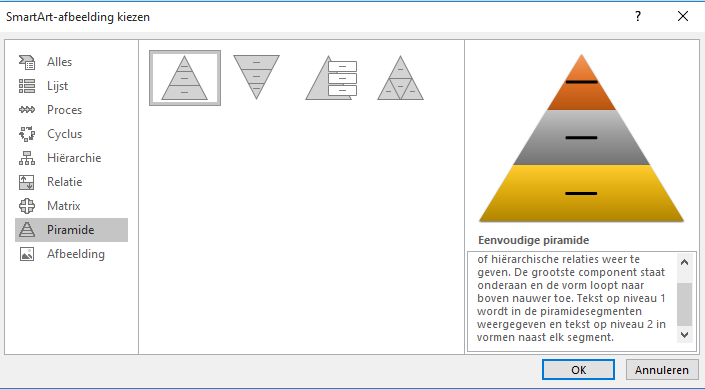 SmartArt-afbeelding kiezen
?
Alles
Lijst
Proces
Cyclus
Hiërarchie
Relatie
Matrix
Piramide
Afbeelding
Eenvoudige piramide
of hiërarchische relaties weer te
geven. De grootste component staat
onderaan en de vorm loopt naar
boven nauwer toe. Tekst op niveau 1
wordt in de piramidesegmenten
weergegeven en tekst op niveau 2 in
vormen naast elk segment.
OK
Annuleren